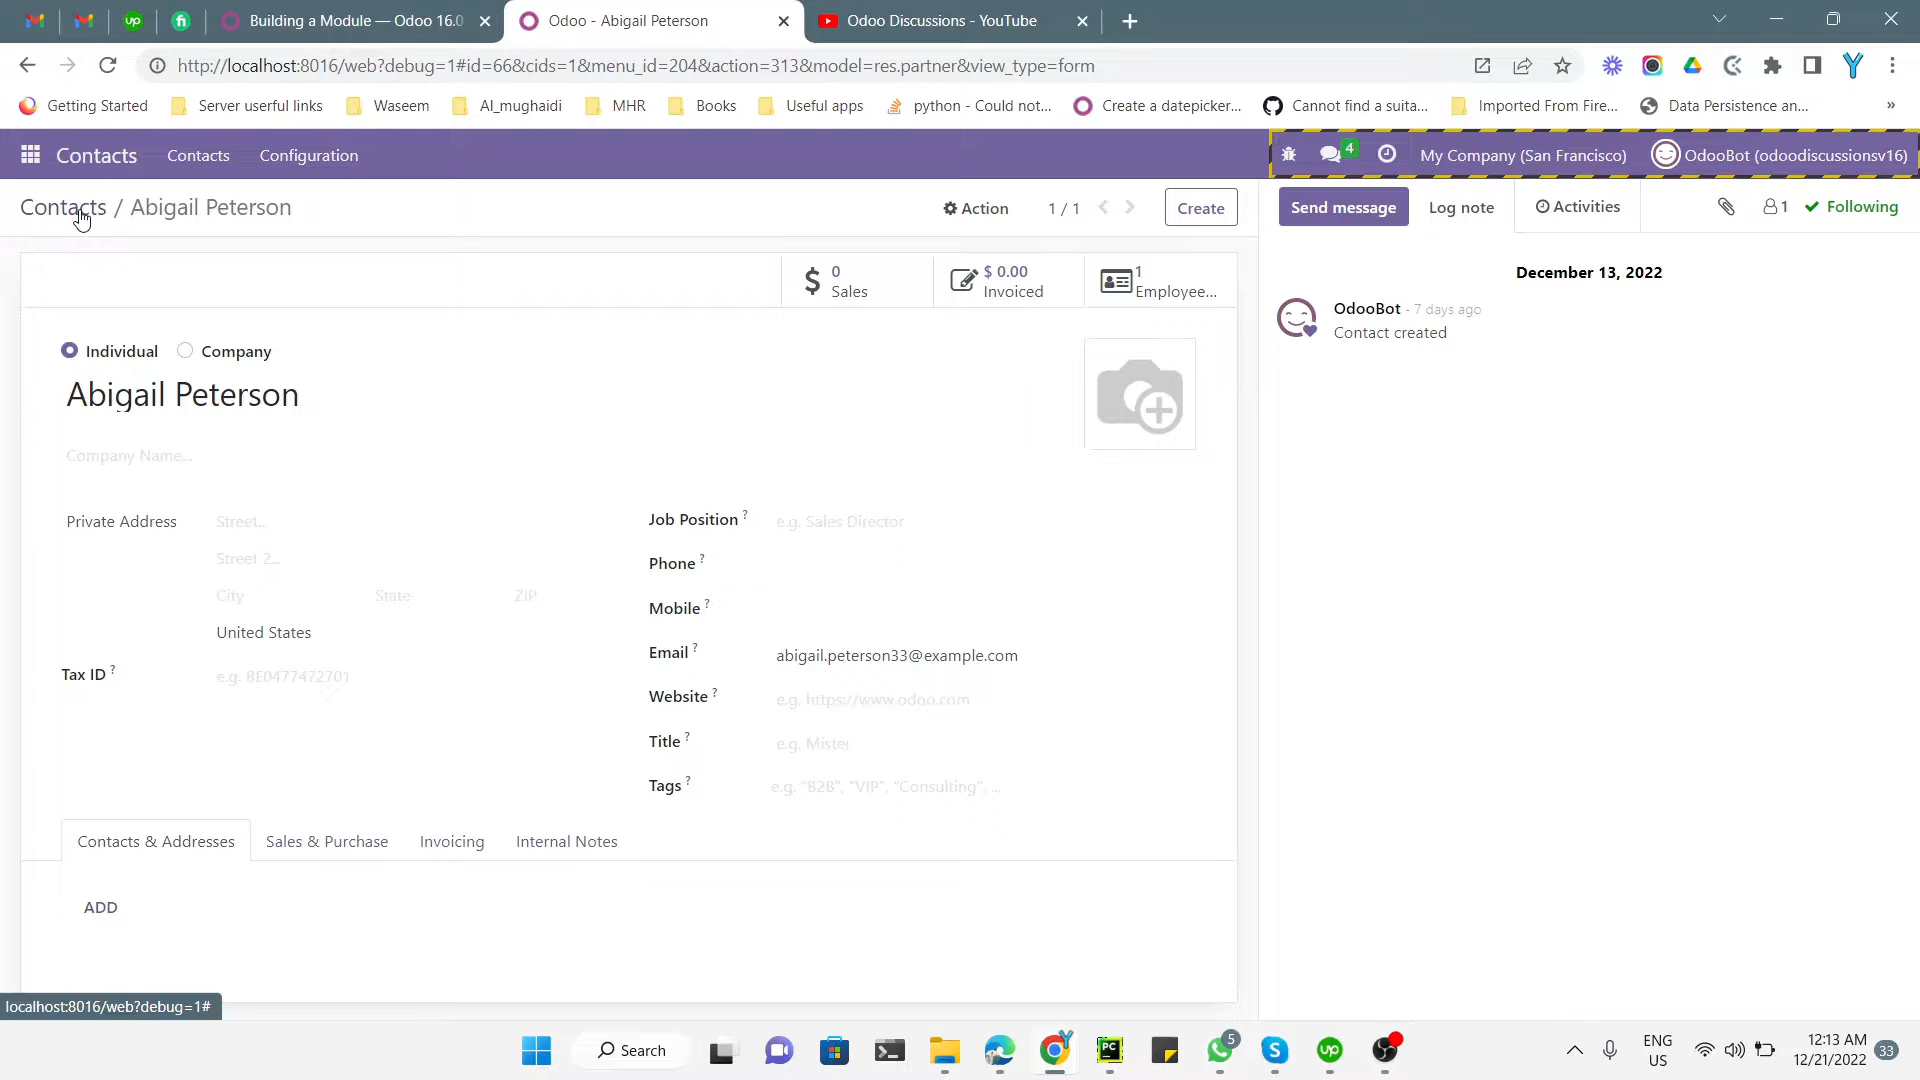 Building a Module — Odoo 16.0
Odoo - Abigail Peterson
Odoo Discussions - YouTube
http://localhost:8016/web?debug=1#id=66&cids=1&menu_id=204&action=313&model=res.partner&view_type=form
Getting Started
Server useful links
Waseem
Al_mughaidi
MHR
Books
Useful apps
python - Could not...
Create a datepicker...
Cannot find a suita...
Imported From Fire...
Data Persistence an...
»
Contacts
Contacts
Configuration
4
My Company (San Francisco)
OdooBot (odoodiscussionsv16)
Contacts / Abigail Peterson
Action
1 / 1
Create
Send message
Log note
Activities
1
Following
0
Sales
$ 0.00
Invoiced
1
Employee...
December 13, 2022
OdooBot - 7 days ago
Contact created
Individual
Company
Abigail Peterson
Company Name...
Private Address
Street...
Street 2...
City
State
ZIP
United States
Tax ID ?
e.g. BE0477472701
Job Position ?
e.g. Sales Director
Phone ?
Mobile ?
Email ?
abigail.peterson33@example.com
Website ?
e.g. https://www.odoo.com
Title ?
e.g. Mister
Tags ?
e.g. "B2B", "VIP", "Consulting", ...
Contacts & Addresses
Sales & Purchase
Invoicing
Internal Notes
ADD
localhost:8016/web?debug=1#
Search
PC
5
up
ENG
US
12:13 AM
12/21/2022
33